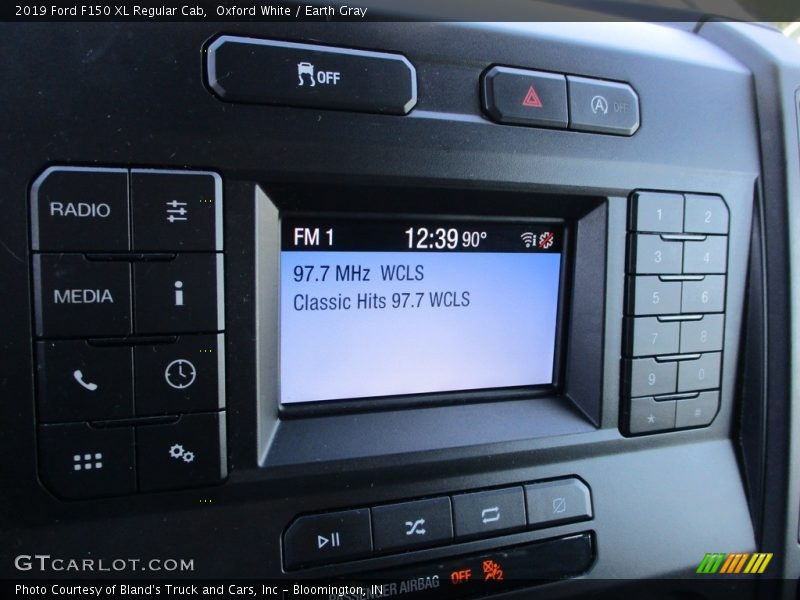 2019 Ford F150 XL Regular Cab, Oxford White / Earth Gray
OFF
OFF
RADIO
MEDIA
FM 1 12:39 90°
97.7 MHz WCLS
Classic Hits 97.7 WCLS
1 2
3 4
5 6
7 8
9 0
* #
PASSENGER AIRBAG OFF 2
GTCARLOT.COM
Photo Courtesy of Bland's Truck and Cars, Inc - Bloomington, IN